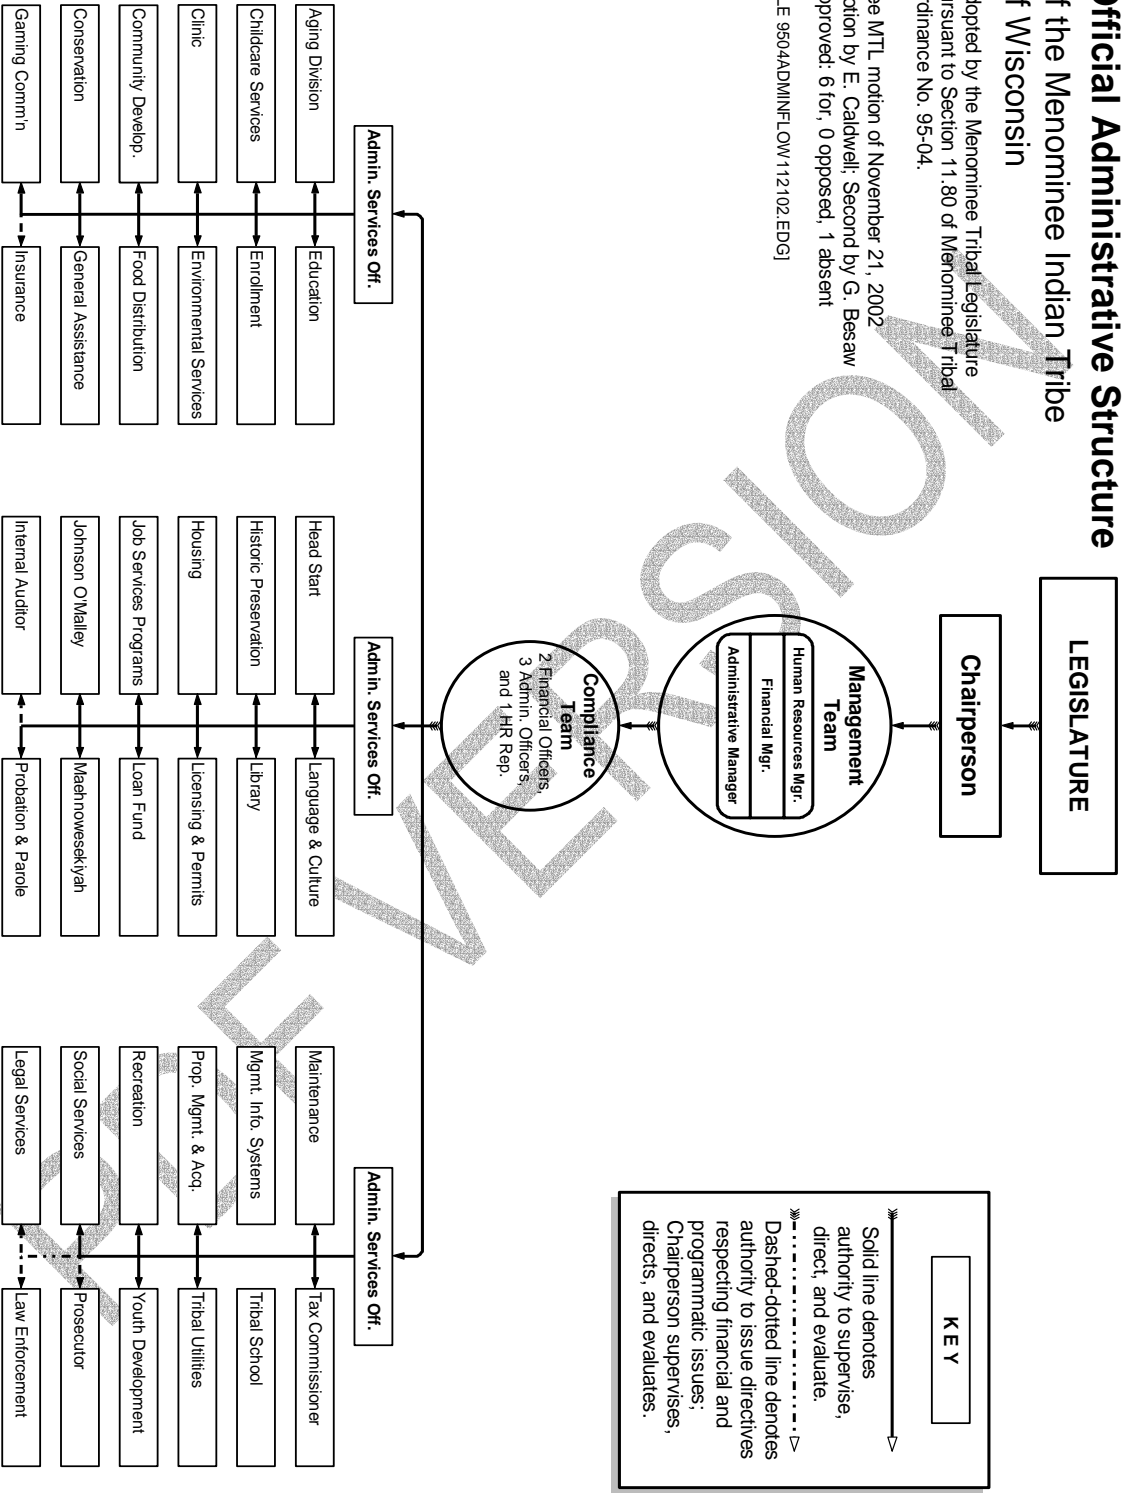 Official Administrative Structure
f the Menominee Indian Tribe
f Wisconsin
dopted by the Menominee Tribal Legislature
ursuant to Section 11.80 of Menominee Tribal
rdinance No. 95-04.
ee MTL motion of November 21, 2002
otion by E. Caldwell; Second by G. Besaw
pproved: 6 for, 0 opposed, 1 absent
LE 9504ADMINFLOW112102.EDG]
LEGISLATURE
Chairperson
Management
Team
Human Resources Mgr.
Financial Mgr.
Administrative Manager
Compliance
Team
2 Financial Officers,
3 Admin. Officers,
and 1 HR Rep.
KEY
Solid line denotes
authority to supervise,
direct, and evaluate.
Dashed-dotted line denotes
authority to issue directives
respecting financial and
programmatic issues;
Chairperson supervises,
directs, and evaluates.
Admin. Services Off.
Aging Division
Education
Childcare Services
Enrollment
Clinic
Environmental Services
Community Develop.
Food Distribution
Conservation
General Assistance
Gaming Comm'n
Insurance
Admin. Services Off.
Head Start
Language & Culture
Historic Preservation
Library
Housing
Licensing & Permits
Job Services Programs
Loan Fund
Johnson O'Malley
Maehnowesekiyah
Internal Auditor
Probation & Parole
Admin. Services Off.
Maintenance
Tax Commissioner
Mgmt. Info. Systems
Tribal School
Prop. Mgmt. & Acq.
Tribal Utilities
Recreation
Youth Development
Social Services
Prosecutor
Legal Services
Law Enforcement
PDF VERSION